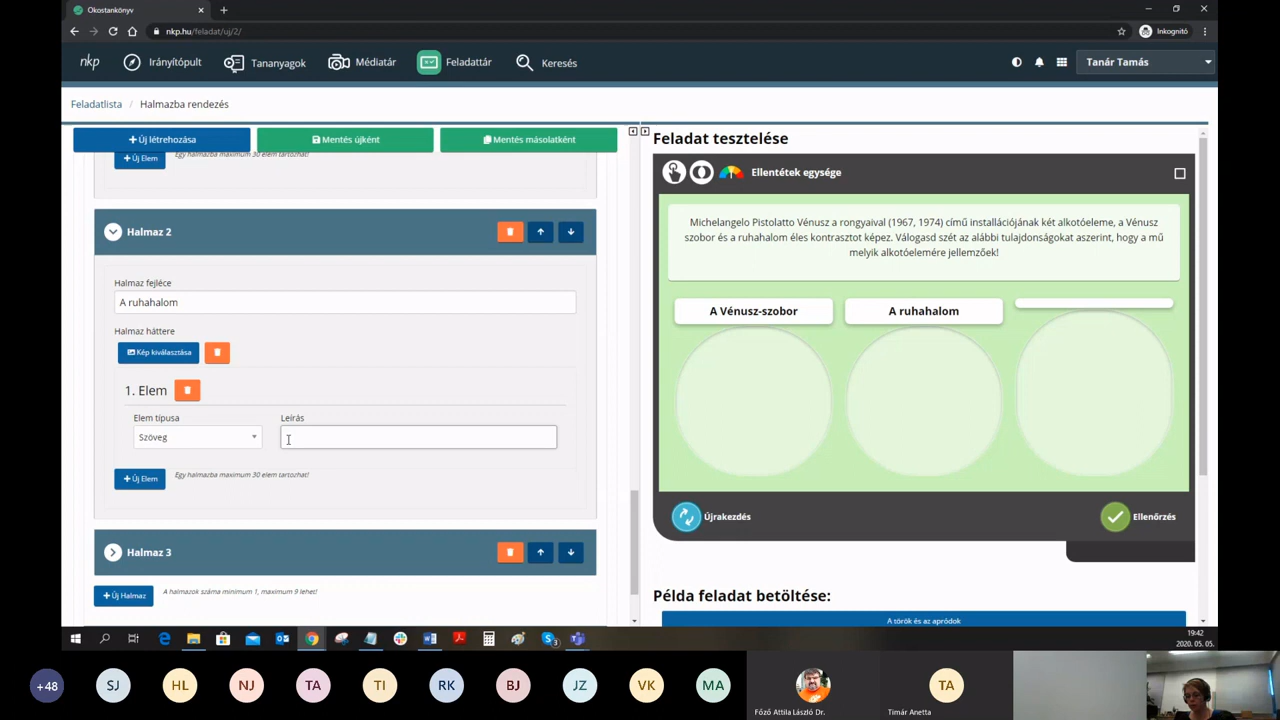 Okostankönyv
nkp.hu/feladat/uj/2/
Inkognitó
nkp
Irányítópult
Tananyagok
Médiatár
Feladattár
Keresés
Tanár Tamás
Feladatlista / Halmazba rendezés
Új létrehozása
Mentés újként
Mentés másolatként
Új Elem
Egy halmazba maximum 30 elem tartozhat!
Halmaz 2
Halmaz fejléce
A ruhahalom
Halmaz háttere
Kép kiválasztása
1. Elem
Elem típusa
Leírás
Szöveg
Új Elem
Egy halmazba maximum 30 elem tartozhat!
Halmaz 3
Új Halmaz
A halmazok száma minimum 1, maximum 9 lehet!
Feladat tesztelése
Ellentétek egysége
Michelangelo Pistolatto Vénusz a rongyaival (1967, 1974) című installációjának két alkotóeleme, a Vénusz
szobor és a ruhahalom éles kontrasztot képez. Válogasd szét az alábbi tulajdonságokat aszerint, hogy a mű
melyik alkotóelemére jellemzőek!
A Vénusz-szobor
A ruhahalom
Újrakezdés
Ellenőrzés
Példa feladat betöltése:
A török és az apródok
19:42
2020. 05. 05.
+48
SJ
HL
NJ
TA
TI
RK
BJ
JZ
VK
MA
Főző Attila László Dr.
TA
Timár Anetta